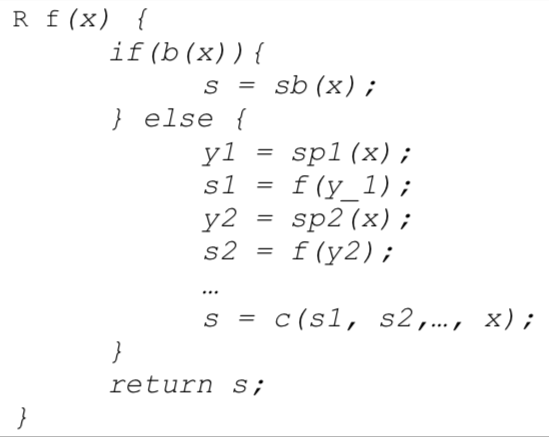 R f(x) {
if(b(x)){
s = sb(x);
} else {
y1 = sp1(x);
s1 = f(y_1);
y2 = sp2(x);
s2 = f(y2);
…
s = c(s1, s2,…, x);
}
return s;
}